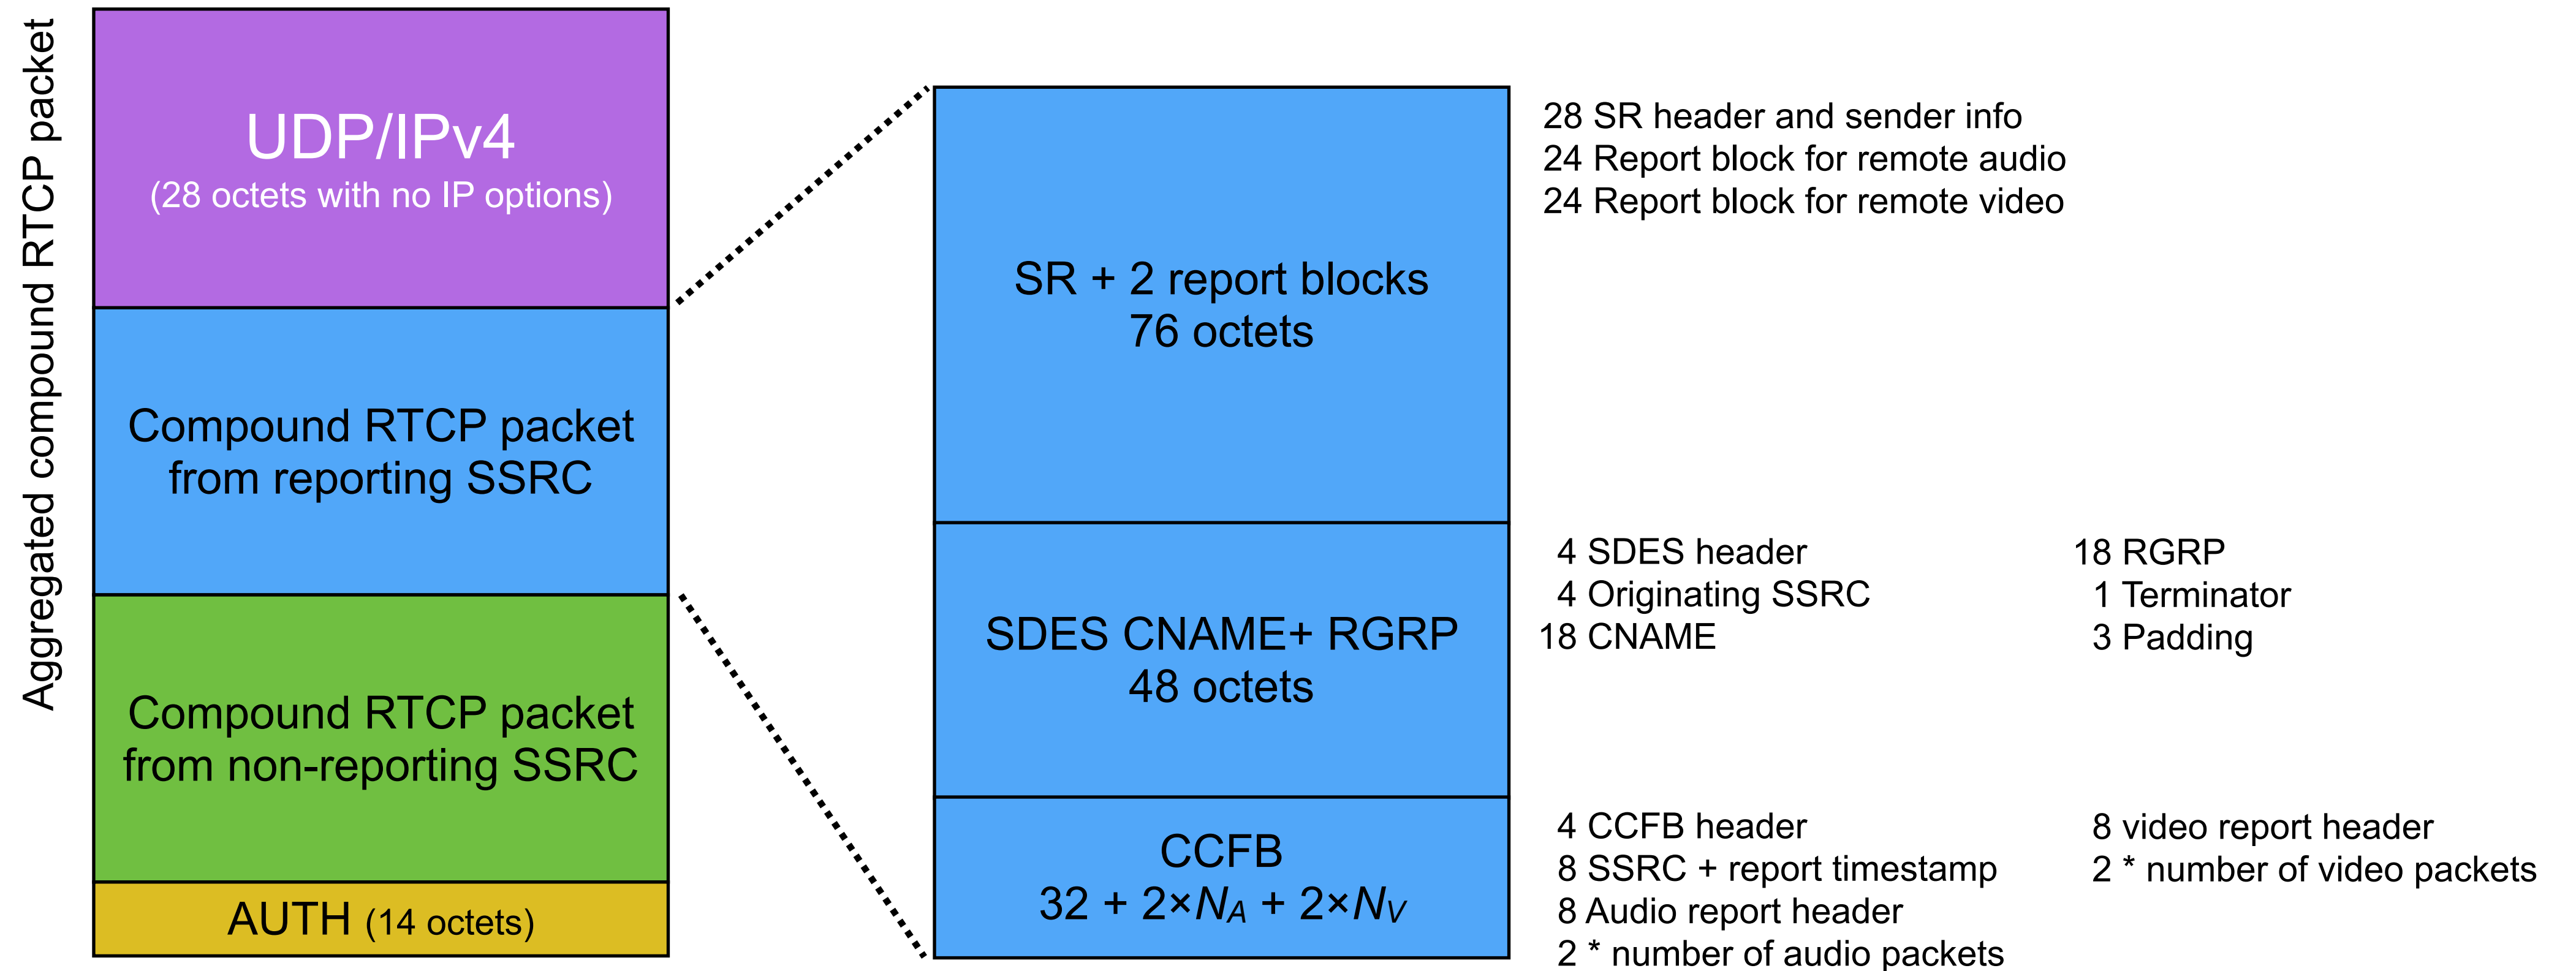 Aggregated compound RTCP packet
UDP/IPv4
(28 octets with no IP options)
Compound RTCP packet
from reporting SSRC
Compound RTCP packet
from non-reporting SSRC
AUTH (14 octets)
SR + 2 report blocks
76 octets
SDES CNAME+ RGRP
48 octets
CCFB
32 + 2×NA + 2×NV
28 SR header and sender info
24 Report block for remote audio
24 Report block for remote video
4 SDES header
4 Originating SSRC
18 CNAME
18 RGRP
1 Terminator
3 Padding
4 CCFB header
8 SSRC + report timestamp
8 Audio report header
2 * number of audio packets
8 video report header
2 * number of video packets